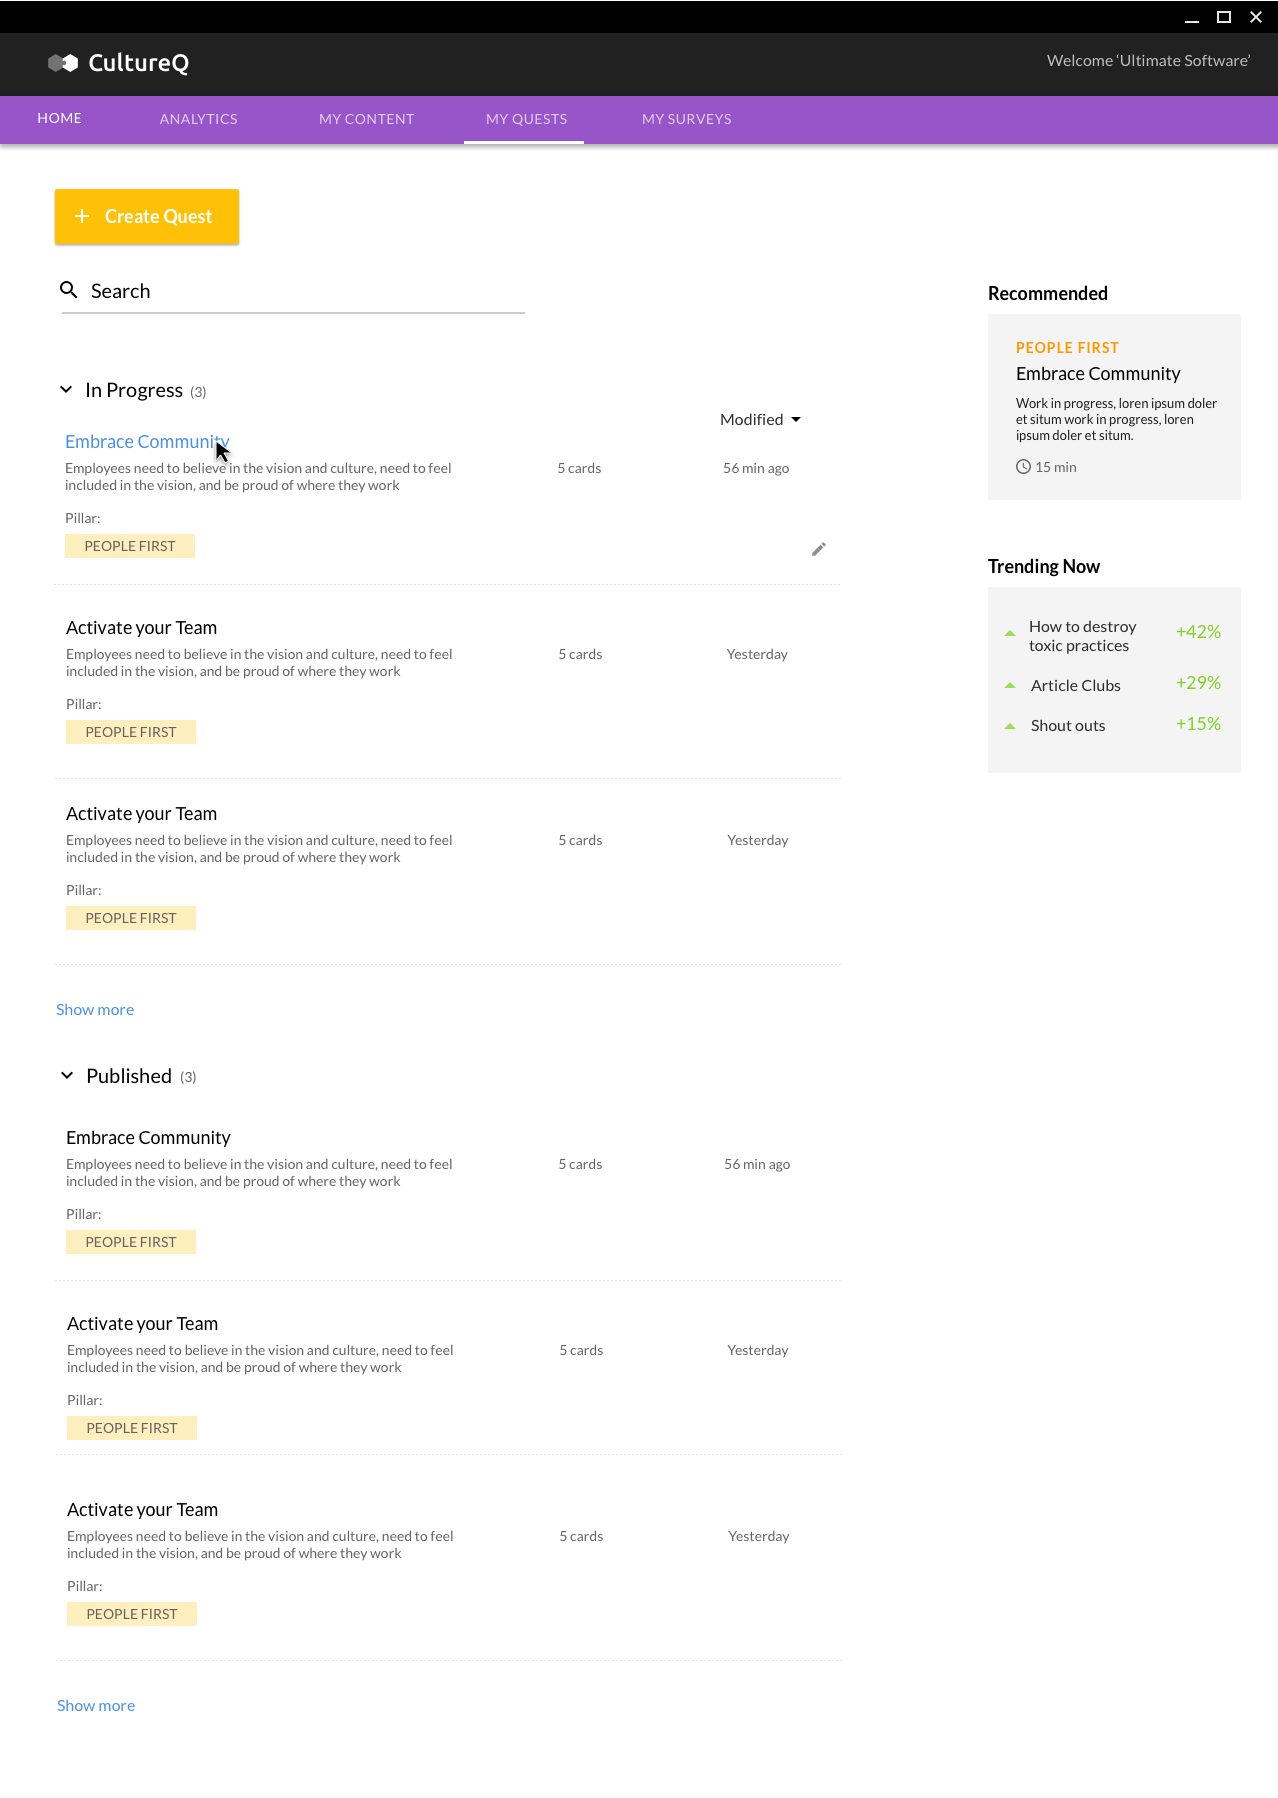 CultureQ
Welcome ‘Ultimate Software’
HOME
ANALYTICS
MY CONTENT
MY QUESTS
MY SURVEYS
+ Create Quest
Search
In Progress (3)
Modified
Embrace Community
Employees need to believe in the vision and culture, need to feel
included in the vision, and be proud of where they work
5 cards
56 min ago
Pillar:
PEOPLE FIRST
Activate your Team
Employees need to believe in the vision and culture, need to feel
included in the vision, and be proud of where they work
5 cards
Yesterday
Pillar:
PEOPLE FIRST
Activate your Team
Employees need to believe in the vision and culture, need to feel
included in the vision, and be proud of where they work
5 cards
Yesterday
Pillar:
PEOPLE FIRST
Show more
Published (3)
Embrace Community
Employees need to believe in the vision and culture, need to feel
included in the vision, and be proud of where they work
5 cards
56 min ago
Pillar:
PEOPLE FIRST
Activate your Team
Employees need to believe in the vision and culture, need to feel
included in the vision, and be proud of where they work
5 cards
Yesterday
Pillar:
PEOPLE FIRST
Activate your Team
Employees need to believe in the vision and culture, need to feel
included in the vision, and be proud of where they work
5 cards
Yesterday
Pillar:
PEOPLE FIRST
Show more
Recommended
PEOPLE FIRST
Embrace Community
Work in progress, loren ipsum doler
et situm work in progress, loren
ipsum doler et situm.
15 min
Trending Now
How to destroy
toxic practices
+42%
Article Clubs
+29%
Shout outs
+15%